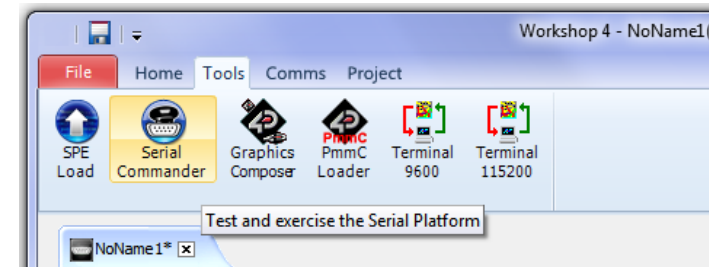 Workshop 4 - NoName1(
File Home Tools Comms Project
SPE Load
Serial Commander
Graphics Composer
PmmC
PmmC Loader
Terminal 9600
Terminal 115200
Test and exercise the Serial Platform
NoName1*